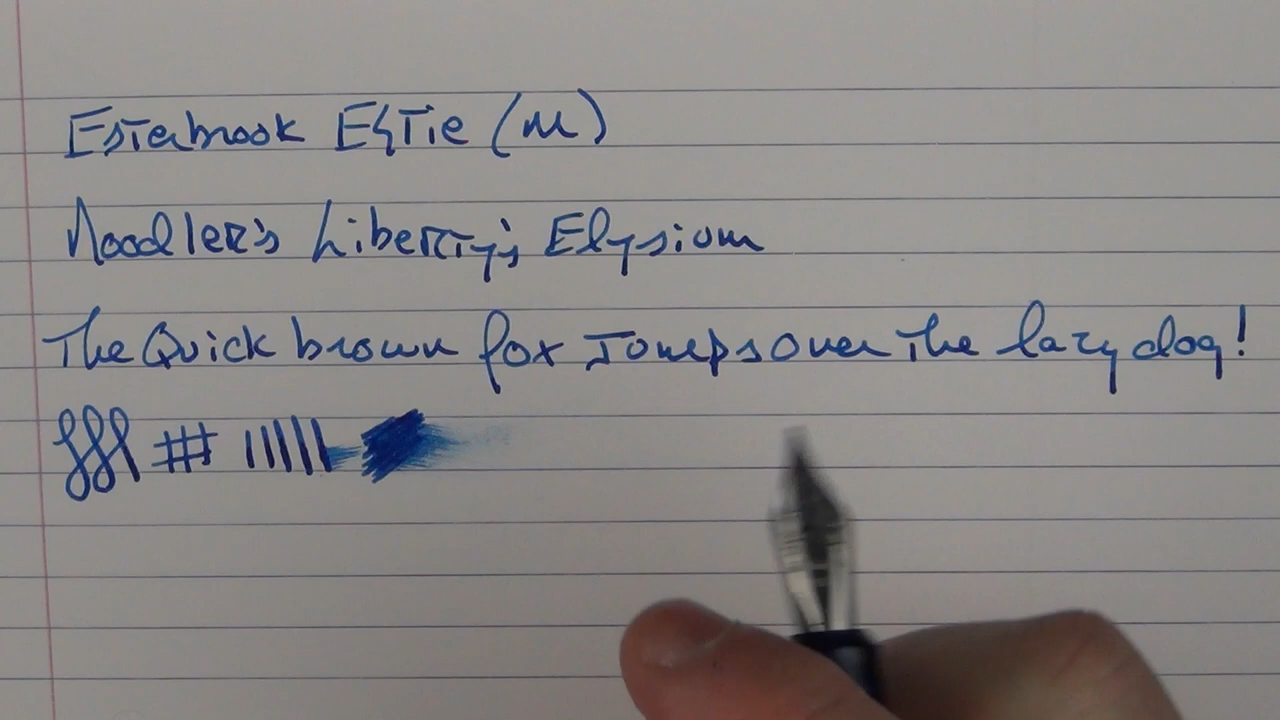 Esterbrook Estie (M)
Noodler's Liberty's Elysium
The Quick brown fox Jumps over the lazy dog!